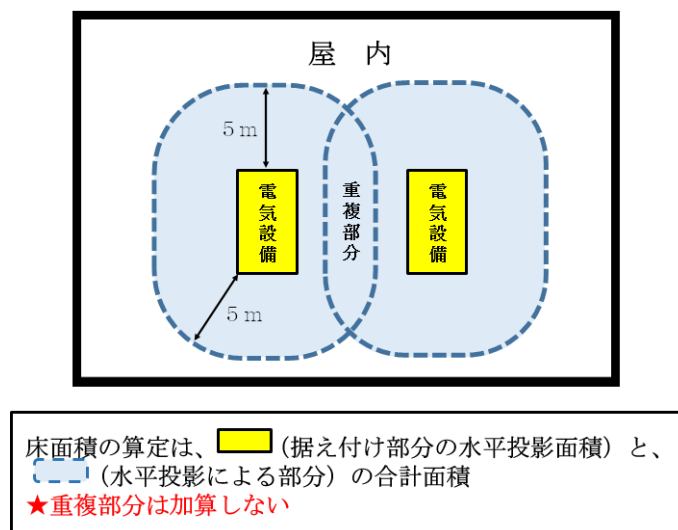 屋 内
5m
電気設備
重複部分
電気設備
5m
床面積の算定は、（据え付け部分の水平投影面積）と、
（水平投影による部分）の合計面積
★重複部分は加算しない